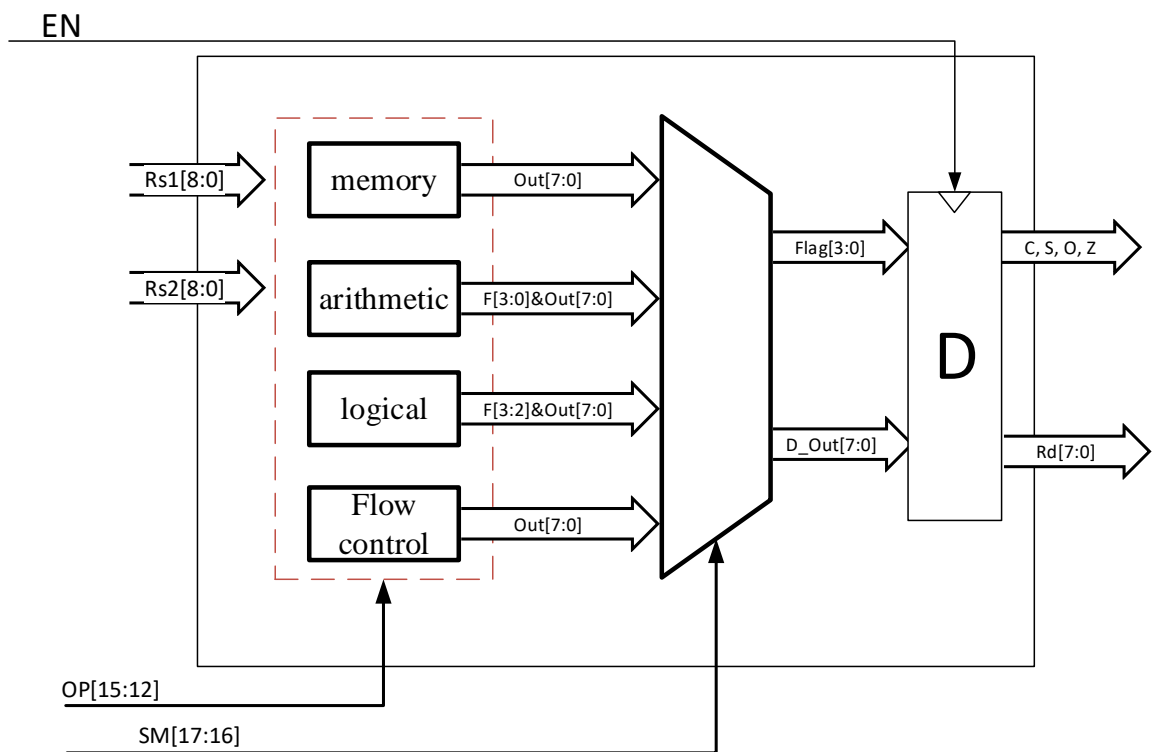 EN
Rs1[8:0]
memory
Out[7:0]
Flag[3:0]
C, S, O, Z
Rs2[8:0]
arithmetic
F[3:0]&Out[7:0]
D
logical
F[3:2]&Out[7:0]
D_Out[7:0]
Rd[7:0]
Flow
control
Out[7:0]
OP[15:12]
SM[17:16]